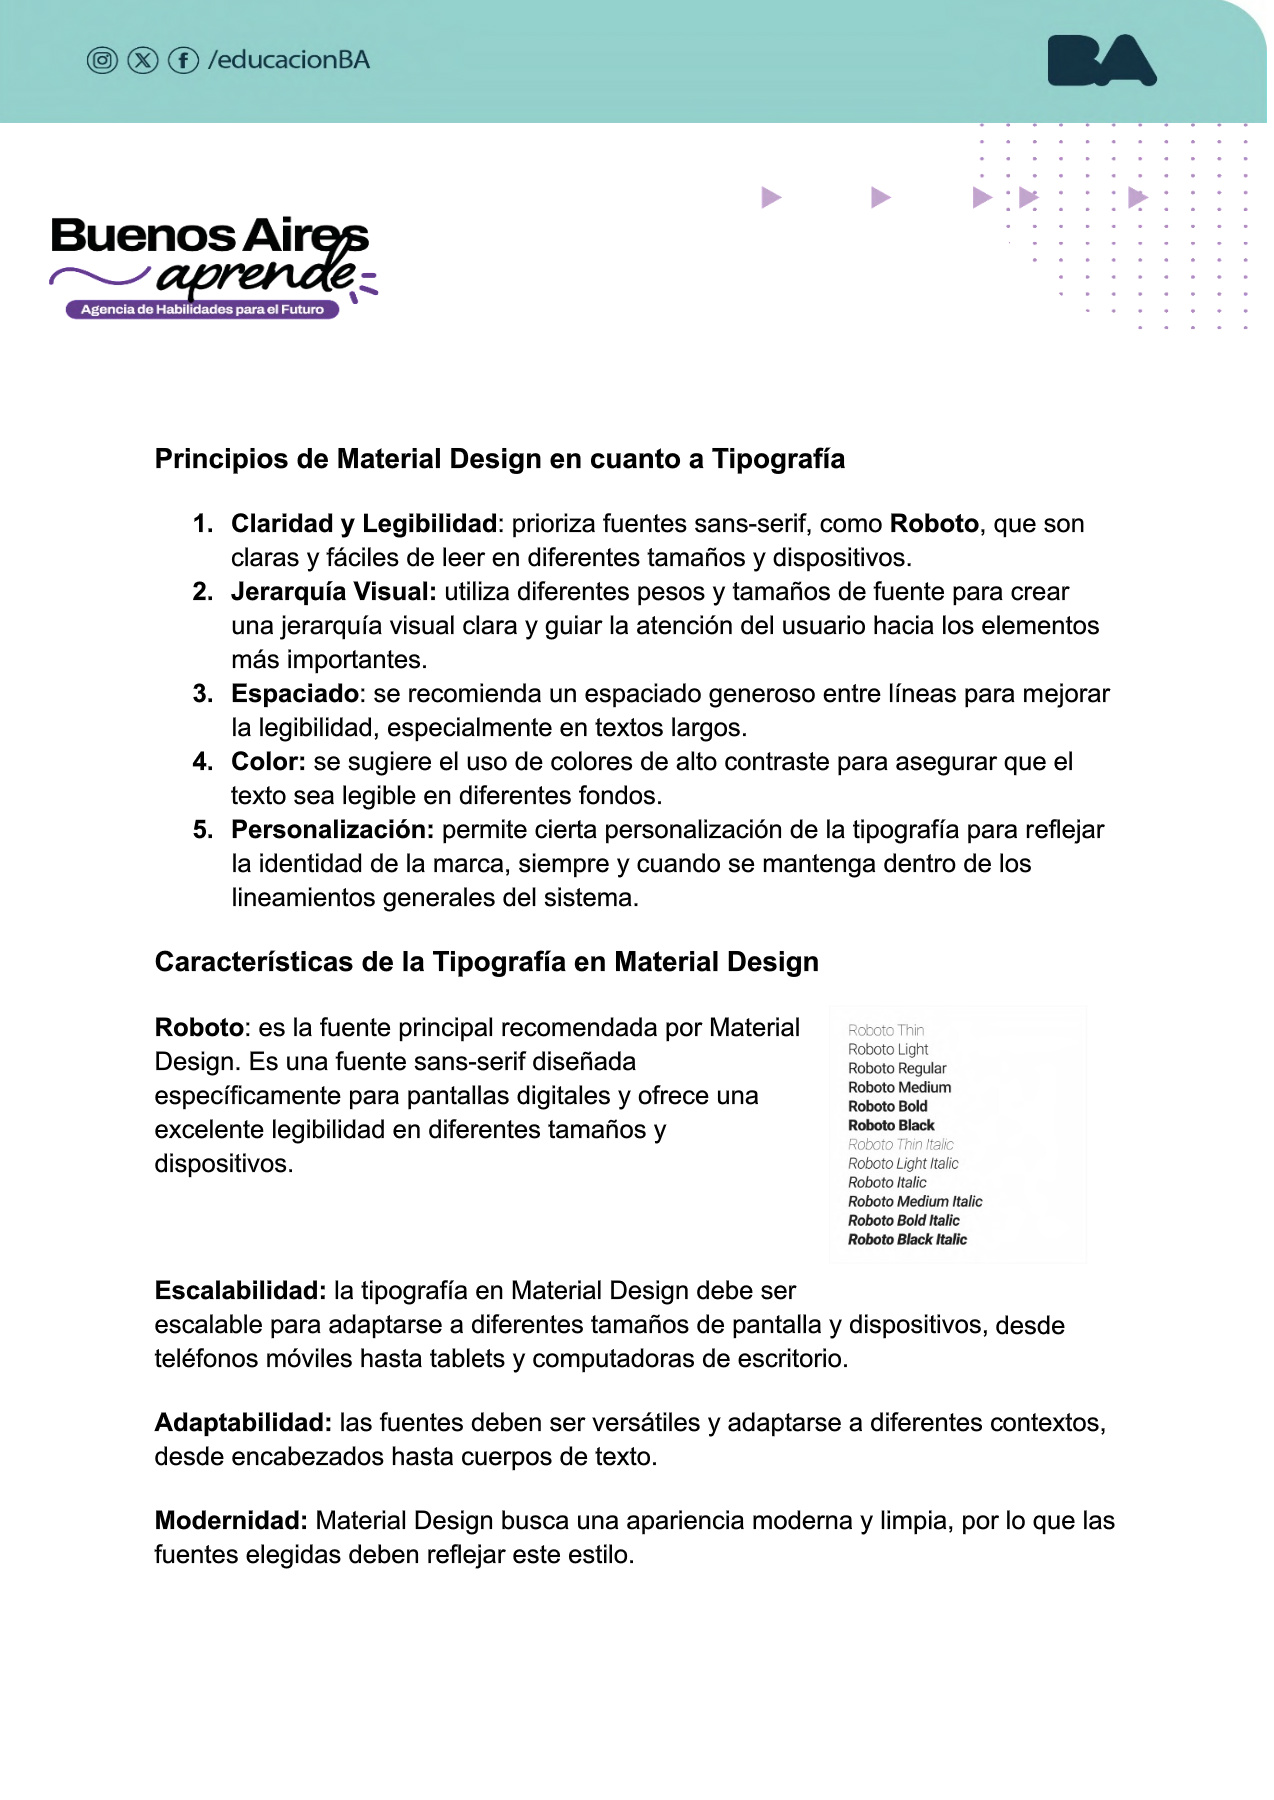 /educacionBA
BA
Buenos Aires
aprende
Agencia de Habilidades para el Futuro
Principios de Material Design en cuanto a Tipografía
1. Claridad y Legibilidad: prioriza fuentes sans-serif, como Roboto, que son
claras y fáciles de leer en diferentes tamaños y dispositivos.
2. Jerarquía Visual: utiliza diferentes pesos y tamaños de fuente para crear
una jerarquía visual clara y guiar la atención del usuario hacia los elementos
más importantes.
3. Espaciado: se recomienda un espaciado generoso entre líneas para mejorar
la legibilidad, especialmente en textos largos.
4. Color: se sugiere el uso de colores de alto contraste para asegurar que el
texto sea legible en diferentes fondos.
5. Personalización: permite cierta personalización de la tipografía para reflejar
la identidad de la marca, siempre y cuando se mantenga dentro de los
lineamientos generales del sistema.
Características de la Tipografía en Material Design
Roboto: es la fuente principal recomendada por Material
Design. Es una fuente sans-serif diseñada
específicamente para pantallas digitales y ofrece una
excelente legibilidad en diferentes tamaños y
dispositivos.
Roboto Thin
Roboto Light
Roboto Regular
Roboto Medium
Roboto Bold
Roboto Black
Roboto Thin Italic
Roboto Light Italic
Roboto Italic
Roboto Medium Italic
Roboto Bold Italic
Roboto Black Italic
Escalabilidad: la tipografía en Material Design debe ser
escalable para adaptarse a diferentes tamaños de pantalla y dispositivos, desde
teléfonos móviles hasta tablets y computadoras de escritorio.
Adaptabilidad: las fuentes deben ser versátiles y adaptarse a diferentes contextos,
desde encabezados hasta cuerpos de texto.
Modernidad: Material Design busca una apariencia moderna y limpia, por lo que las
fuentes elegidas deben reflejar este estilo.